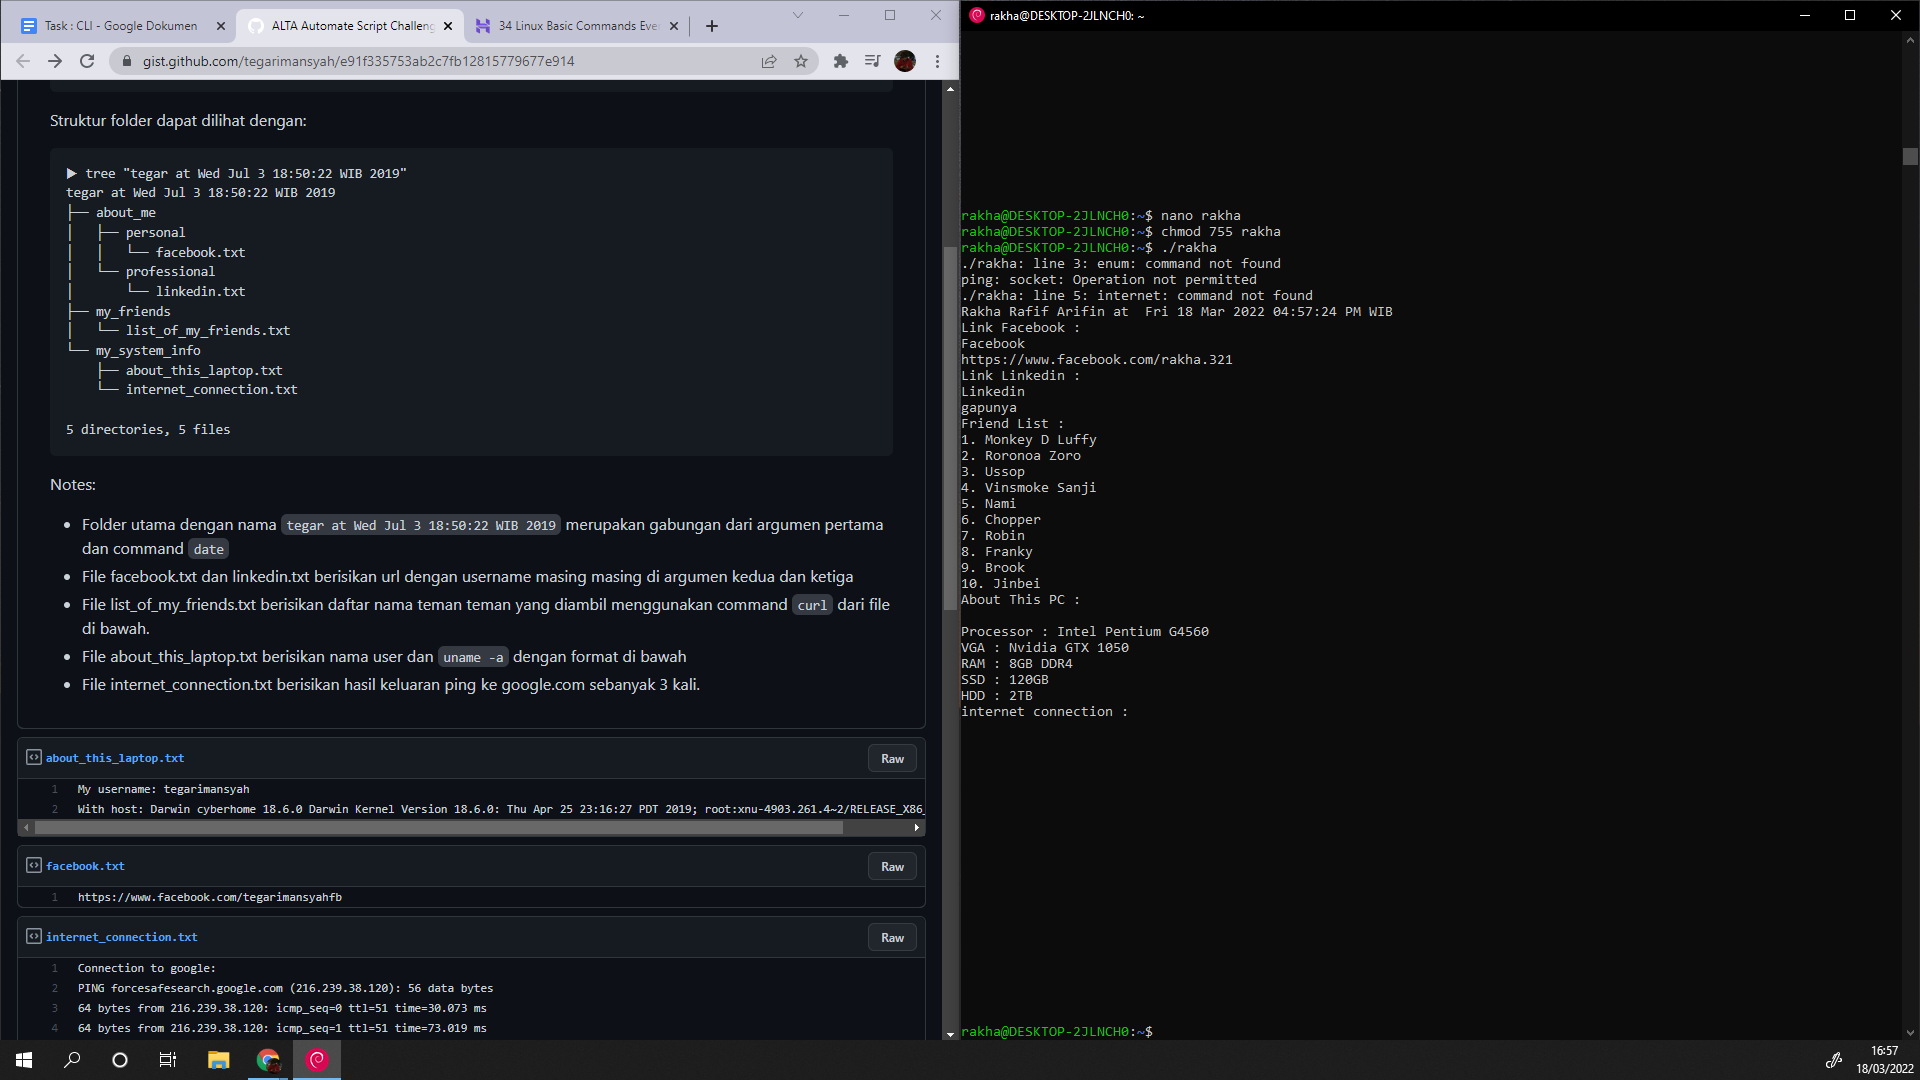 Task : CLI - Google Dokumen
ALTA Automate Script Challeng
34 Linux Basic Commands Eve
gist.github.com/tegarimansyah/e91f335753ab2c7fb12815779677e914
Struktur folder dapat dilihat dengan:
▶ tree "tegar at Wed Jul 3 18:50:22 WIB 2019"
tegar at Wed Jul 3 18:50:22 WIB 2019
├── about_me
│   ├── personal
│   │   └── facebook.txt
│   └── professional
│       └── linkedin.txt
├── my_friends
│   └── list_of_my_friends.txt
└── my_system_info
    ├── about_this_laptop.txt
    └── internet_connection.txt
5 directories, 5 files
Notes:
• Folder utama dengan nama tegar at Wed Jul 3 18:50:22 WIB 2019 merupakan gabungan dari argumen pertama
dan command date
• File facebook.txt dan linkedin.txt berisikan url dengan username masing masing di argumen kedua dan ketiga
• File list_of_my_friends.txt berisikan daftar nama teman teman yang diambil menggunakan command curl dari file
di bawah.
• File about_this_laptop.txt berisikan nama user dan uname -a dengan format di bawah
• File internet_connection.txt berisikan hasil keluaran ping ke google.com sebanyak 3 kali.
about_this_laptop.txt Raw
1 My username: tegarimansyah
2 With host: Darwin cyberhome 18.6.0 Darwin Kernel Version 18.6.0: Thu Apr 25 23:16:27 PDT 2019; root:xnu-4903.261.4~2/RELEASE_X86_
facebook.txt Raw
1 https://www.facebook.com/tegarimansyahfb
internet_connection.txt Raw
1 Connection to google:
2 PING forcesafesearch.google.com (216.239.38.120): 56 data bytes
3 64 bytes from 216.239.38.120: icmp_seq=0 ttl=51 time=30.073 ms
4 64 bytes from 216.239.38.120: icmp_seq=1 ttl=51 time=73.019 ms
rakha@DESKTOP-2JLNCH0: ~
rakha@DESKTOP-2JLNCH0:~$ nano rakha
rakha@DESKTOP-2JLNCH0:~$ chmod 755 rakha
rakha@DESKTOP-2JLNCH0:~$ ./rakha
./rakha: line 3: enum: command not found
ping: socket: Operation not permitted
./rakha: line 5: internet: command not found
Rakha Rafif Arifin at  Fri 18 Mar 2022 04:57:24 PM WIB
Link Facebook :
Facebook
https://www.facebook.com/rakha.321
Link Linkedin :
Linkedin
gapunya
Friend List :
1. Monkey D Luffy
2. Roronoa Zoro
3. Ussop
4. Vinsmoke Sanji
5. Nami
6. Chopper
7. Robin
8. Franky
9. Brook
10. Jinbei
About This PC :
Processor : Intel Pentium G4560
VGA : Nvidia GTX 1050
RAM : 8GB DDR4
SSD : 120GB
HDD : 2TB
internet connection :
rakha@DESKTOP-2JLNCH0:~$
16:57
18/03/2022